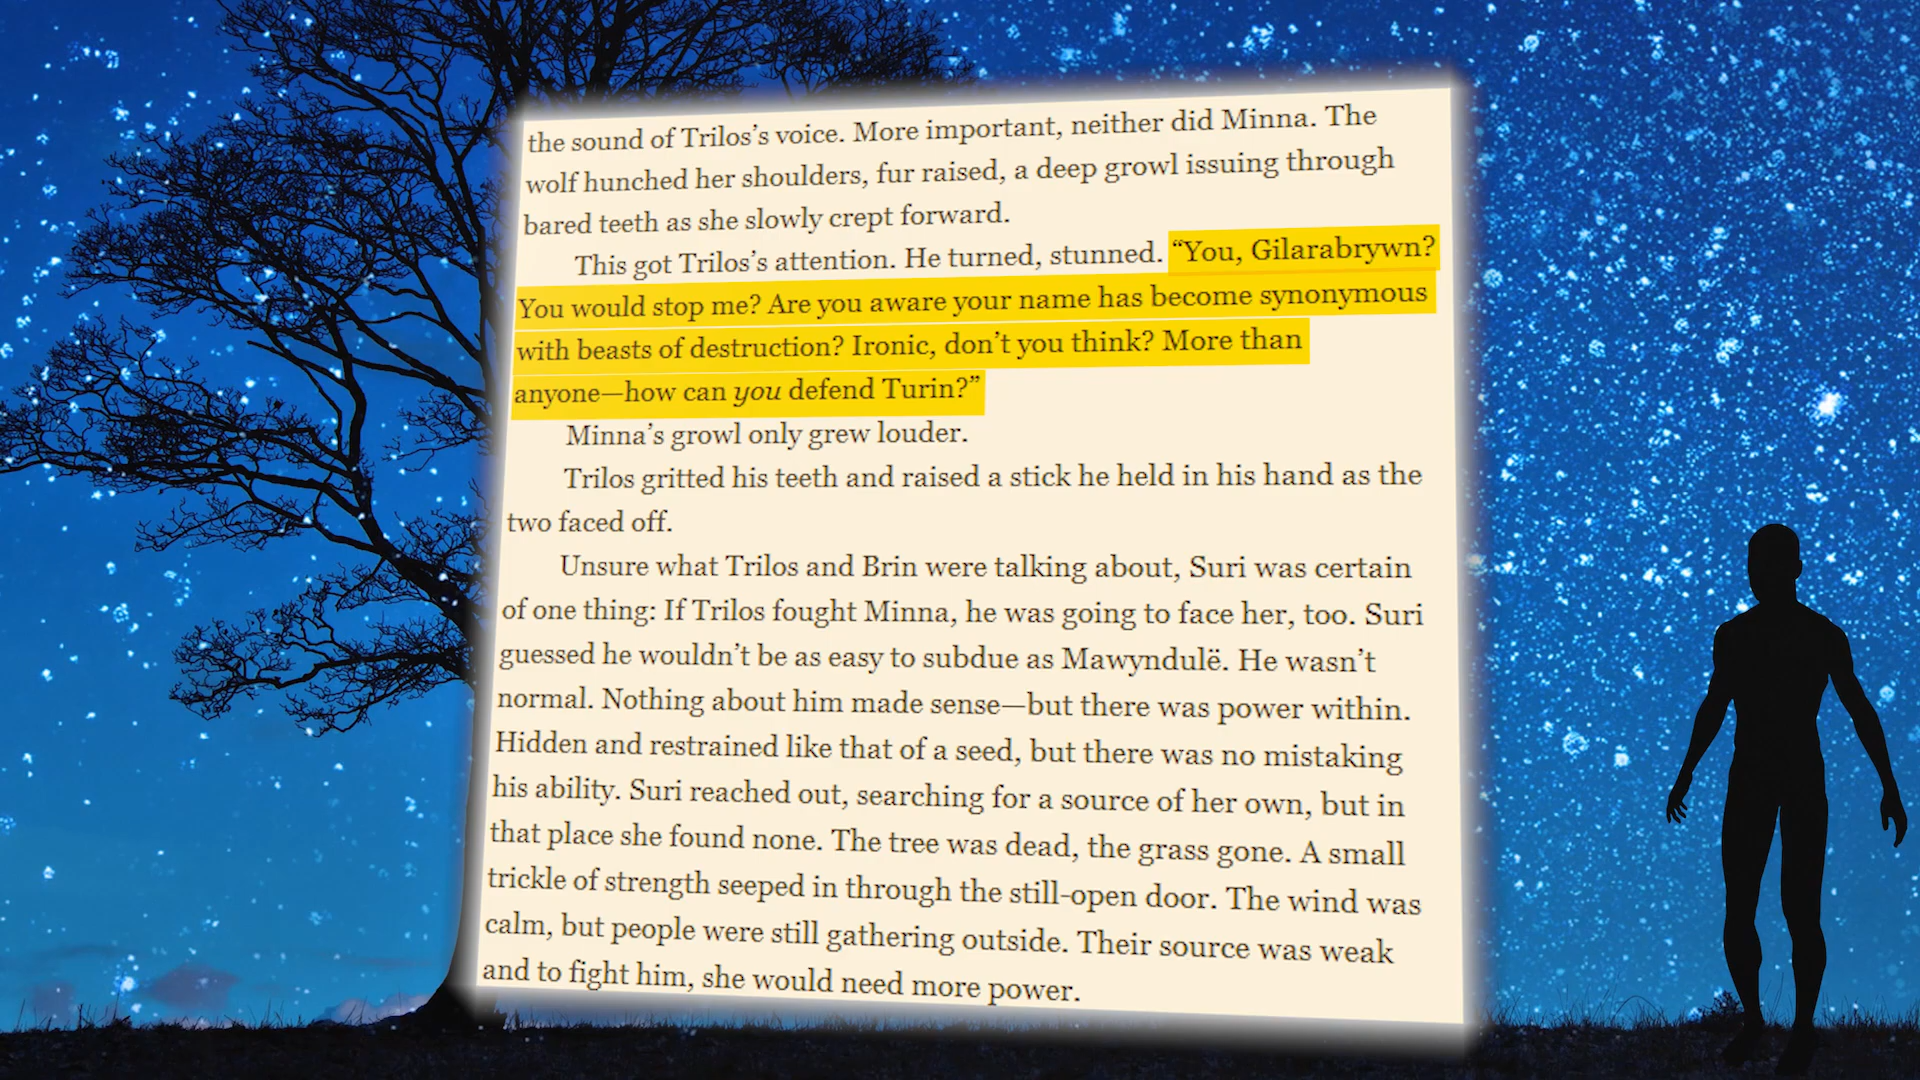 the sound of Trilos’s voice. More important, neither did Minna. The
wolf hunched her shoulders, fur raised, a deep growl issuing through
bared teeth as she slowly crept forward.
This got Trilos’s attention. He turned, stunned. “You, Gilarabrywn?
You would stop me? Are you aware your name has become synonymous
with beasts of destruction? Ironic, don’t you think? More than
anyone—how can you defend Turin?”
Minna’s growl only grew louder.
Trilos gritted his teeth and raised a stick he held in his hand as the
two faced off.
Unsure what Trilos and Brin were talking about, Suri was certain
of one thing: If Trilos fought Minna, he was going to face her, too. Suri
guessed he wouldn’t be as easy to subdue as Mawyndulë. He wasn’t
normal. Nothing about him made sense—but there was power within.
Hidden and restrained like that of a seed, but there was no mistaking
his ability. Suri reached out, searching for a source of her own, but in
that place she found none. The tree was dead, the grass gone. A small
trickle of strength seeped in through the still-open door. The wind was
calm, but people were still gathering outside. Their source was weak
and to fight him, she would need more power.